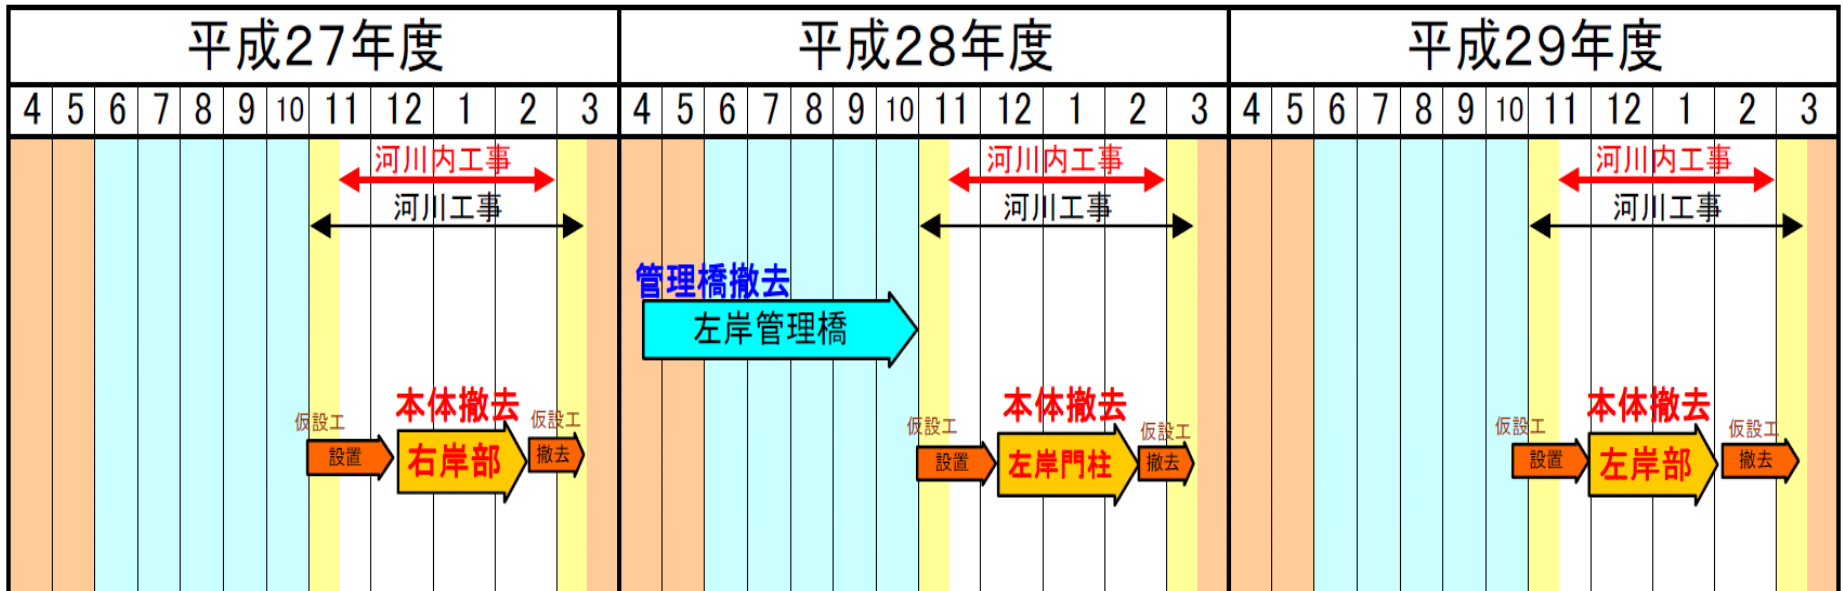 平成27年度 平成28年度 平成29年度
4 5 6 7 8 9 10 11 12 1 2 3 4 5 6 7 8 9 10 11 12 1 2 3 4 5 6 7 8 9 10 11 12 1 2 3
河川内工事 河川内工事 河川内工事
河川工事 河川工事 河川工事
管理橋撤去
左岸管理橋
本体撤去 本体撤去 本体撤去
仮設工 仮設工 仮設工 仮設工 仮設工 仮設工
設置 右岸部 撤去 設置 左岸門柱 撤去 設置 左岸部 撤去